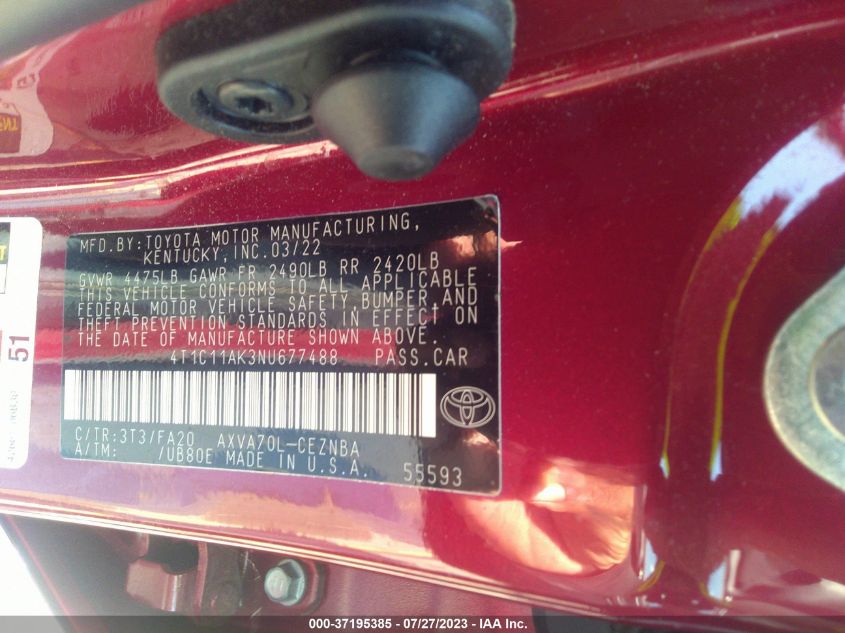 MFD. BY: TOYOTA MOTOR MANUFACTURING,
KENTUCKY, INC. 03/22
GVWR 4475LB GAWR FR 2490LB RR 2420LB
THIS VEHICLE CONFORMS TO ALL APPLICABLE
FEDERAL MOTOR VEHICLE SAFETY BUMPER, AND
THEFT PREVENTION STANDARDS IN EFFECT ON
THE DATE OF MANUFACTURE SHOWN ABOVE.
4T1C11AK3NU677488 PASS. CAR
C/TR: 3T3/FA20 AXVA70L-CEZNBA
A/TM: /UB80E MADE IN U.S.A.
55593
51
000-37195385 / 07/27/2023 - IAA Inc.